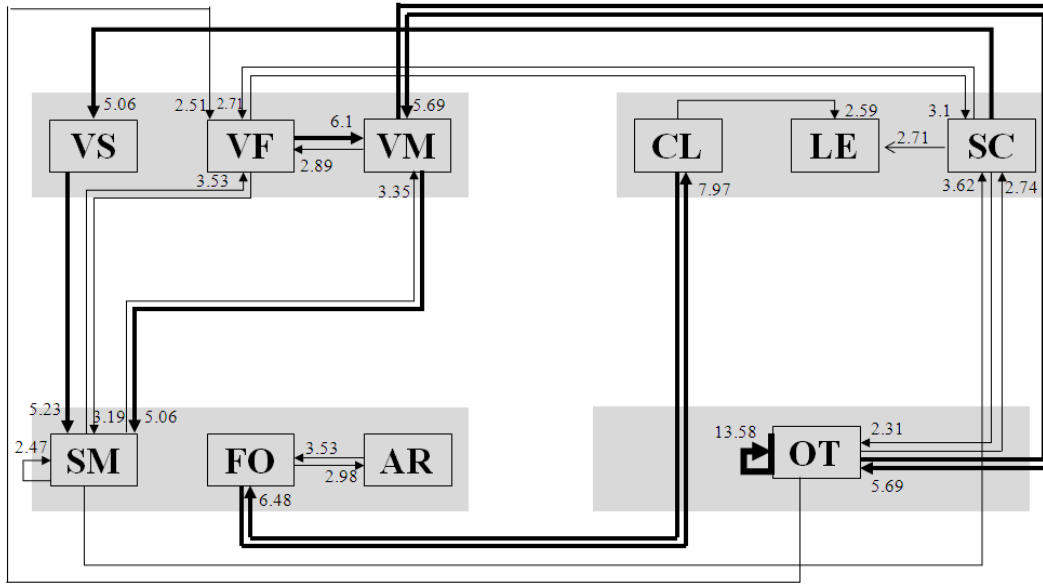 5.06
2.51
2.71
5.69
2.59
3.1
VS
VF
6.1
VM
CL
LE
2.71
SC
2.89
3.53
3.35
7.97
3.62
2.74
5.23
3.19
5.06
2.47
SM
FO
3.53
AR
2.98
6.48
13.58
OT
2.31
5.69